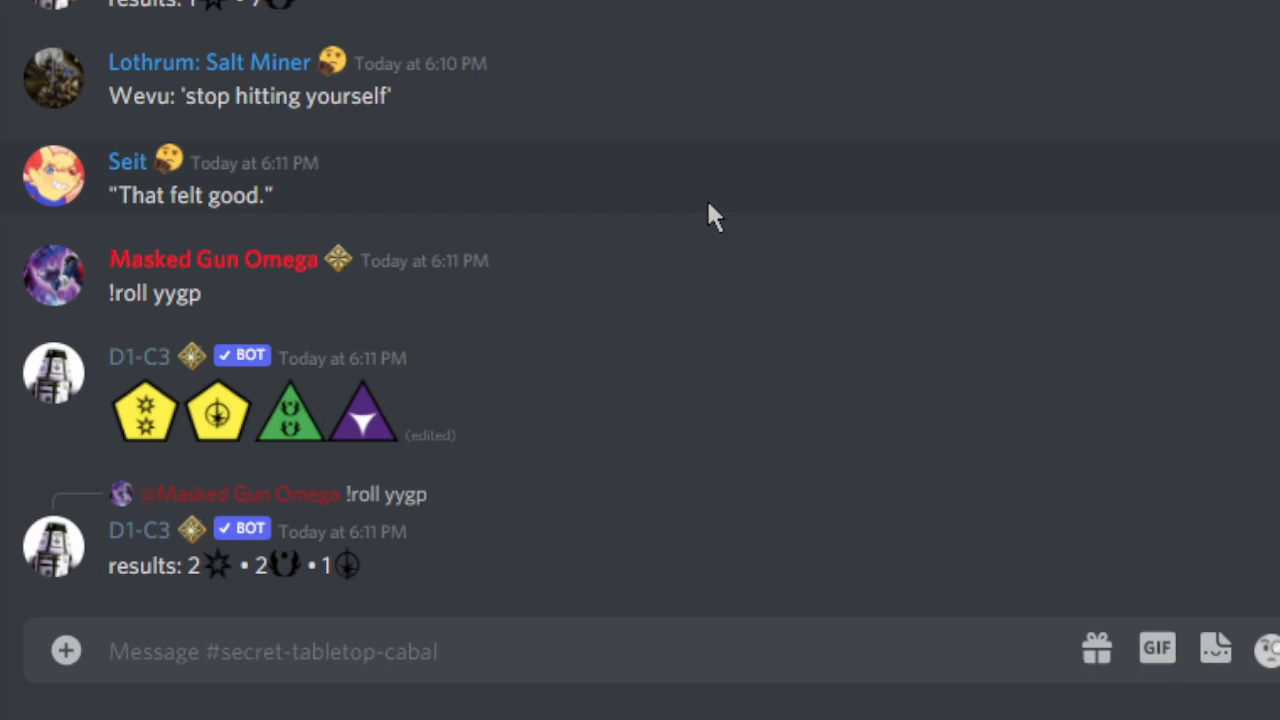 results: 1 • 7
Lothrum: Salt Miner Today at 6:10 PM
Wevu: 'stop hitting yourself'
Seit Today at 6:11 PM
"That felt good."
Masked Gun Omega Today at 6:11 PM
!roll yygp
D1-C3 ✓ BOT Today at 6:11 PM
(edited)
@Masked Gun Omega !roll yygp
D1-C3 ✓ BOT Today at 6:11 PM
results: 2 • 2 • 1
Message #secret-tabletop-cabal
GIF